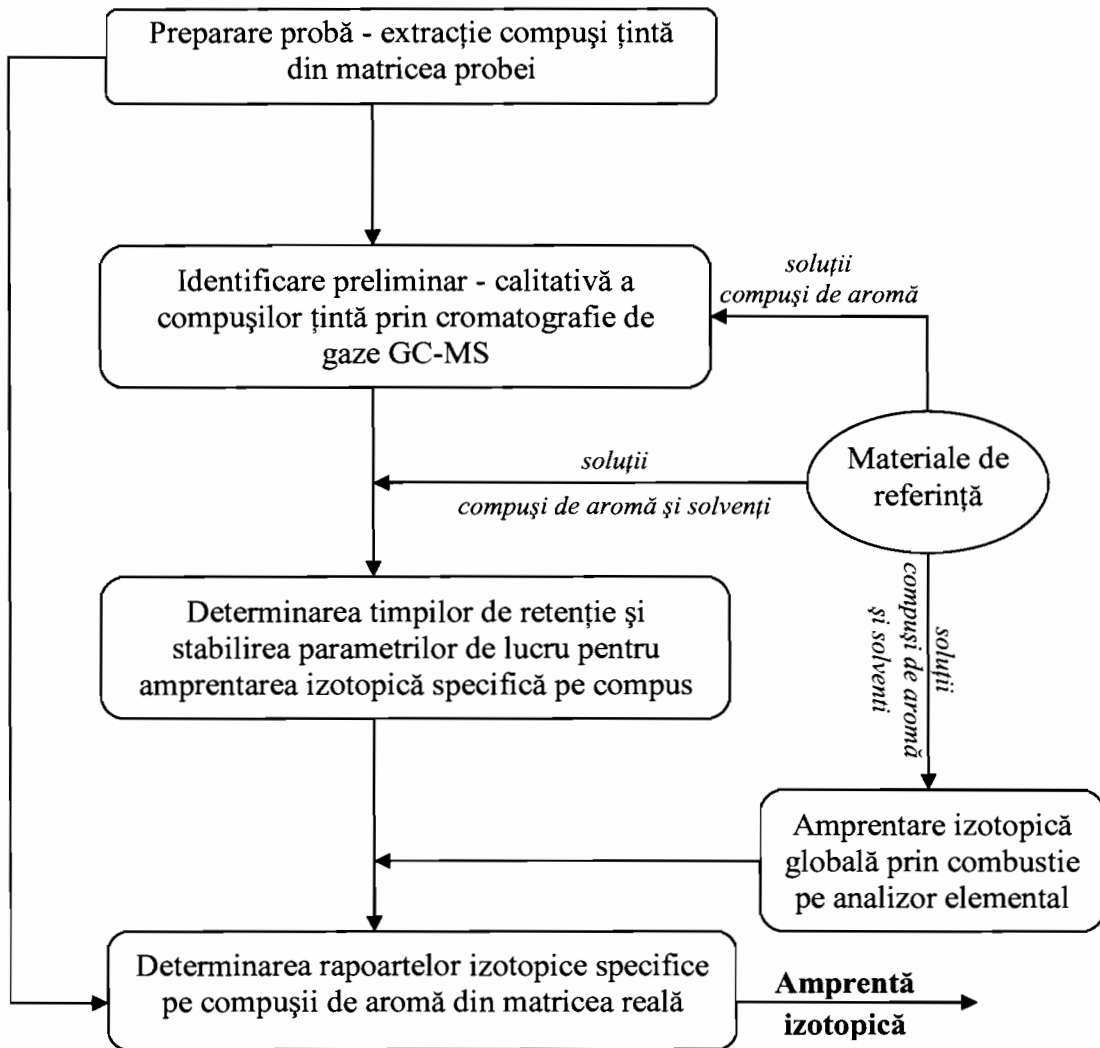 Preparare probă - extracție compuşi țintă
din matricea probei
Identificare preliminar - calitativă a
compuşilor țintă prin cromatografie de
gaze GC-MS
soluții
compuşi de aromă
Materiale de
referință
soluții
compuşi de aromă şi solvenți
Determinarea timpilor de retenție şi
stabilirea parametrilor de lucru pentru
amprentarea izotopică specifică pe compus
soluții
compuşi de aromă
şi solventi
Amprentare izotopică
globală prin combustie
pe analizor elemental
Determinarea rapoartelor izotopice specifice
pe compuşii de aromă din matricea reală
Amprentă
izotopică